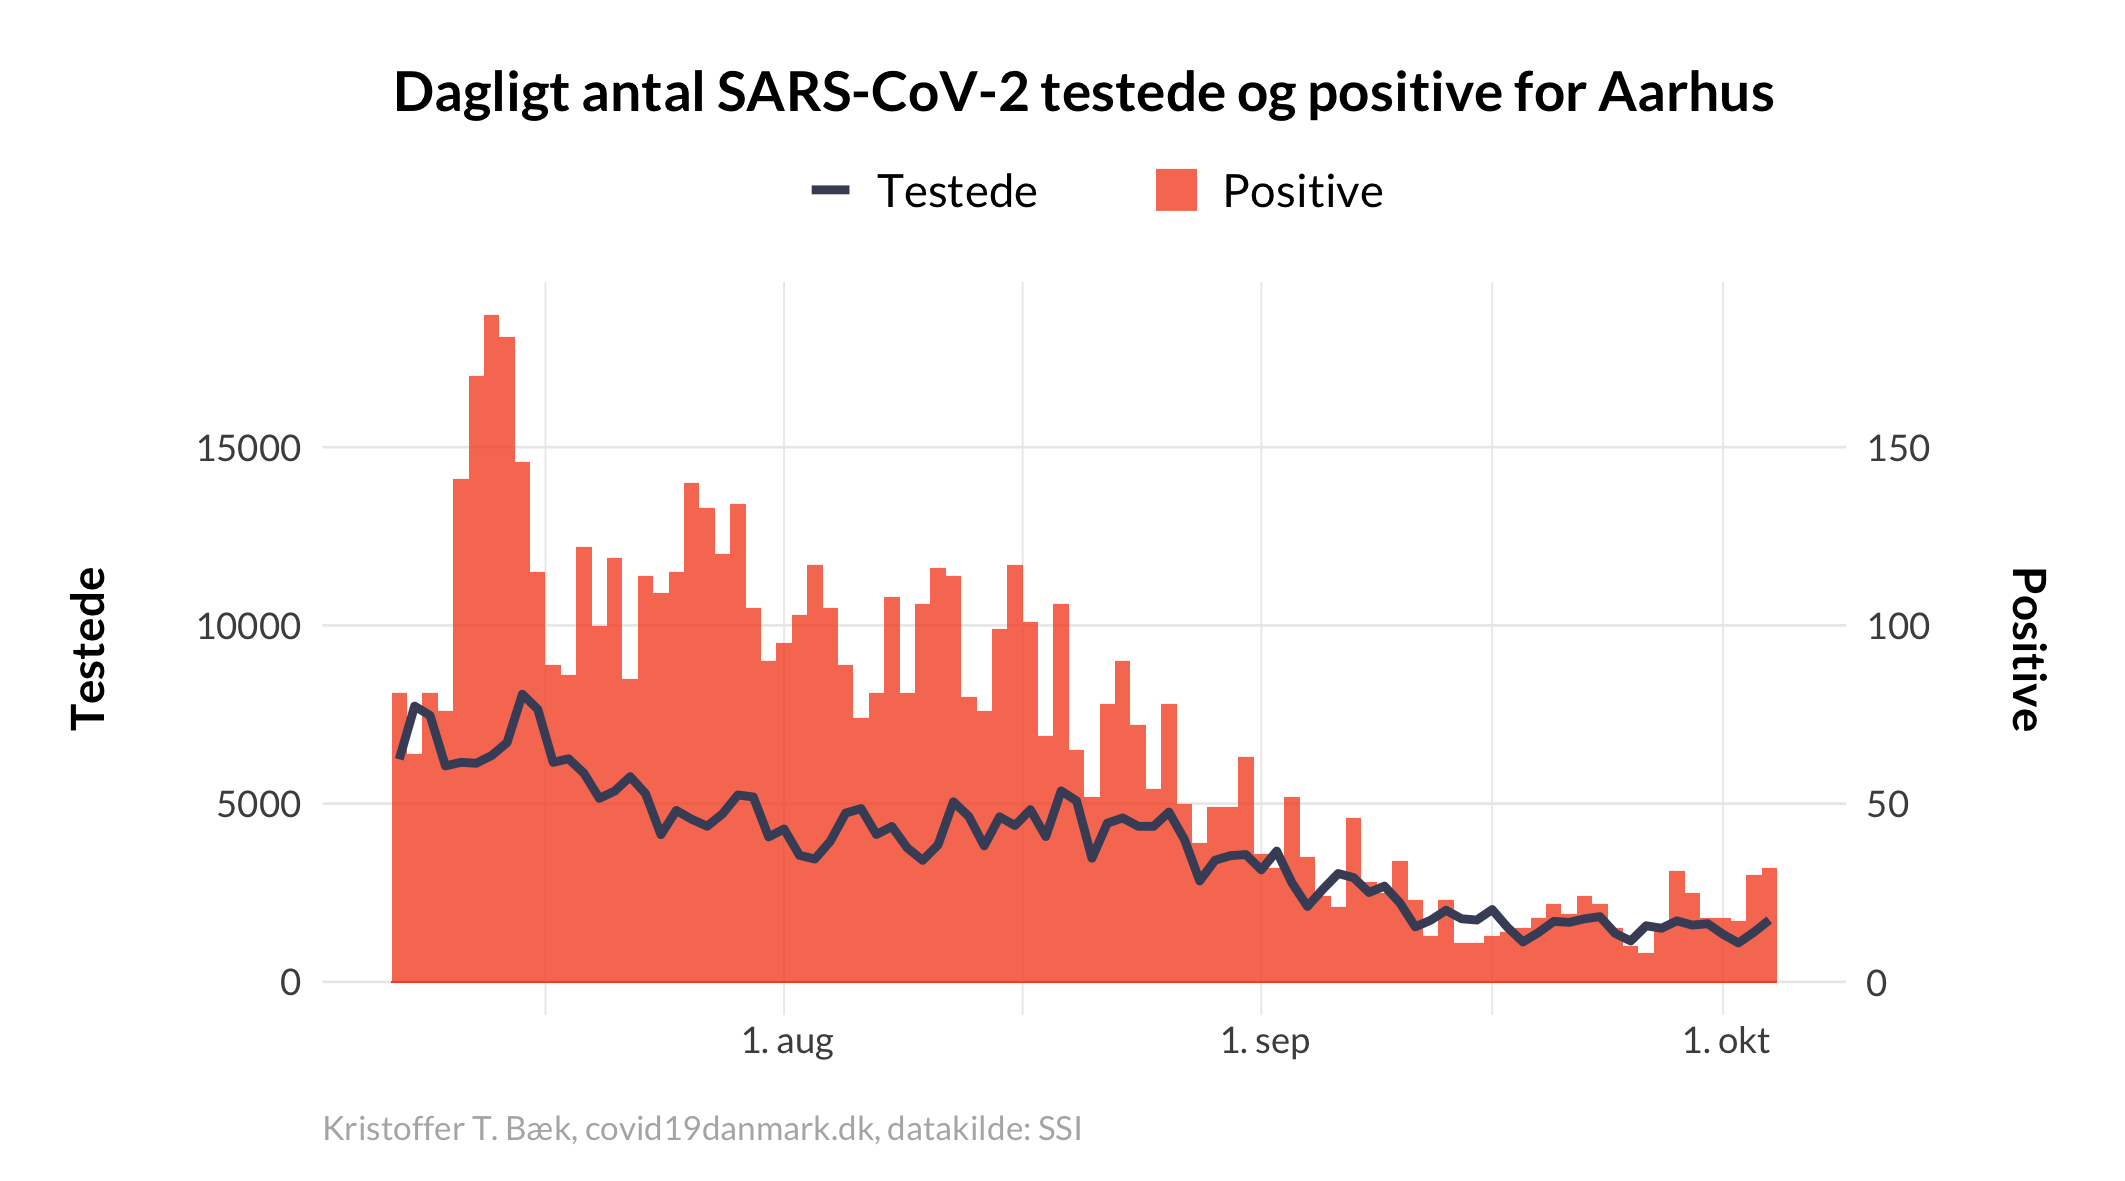 Dagligt antal SARS-CoV-2 testede og positive for Aarhus
Testede
Positive
Testede
15000
10000
5000
0
150
100
50
0
Positive
1. aug
1. sep
1. okt
Kristoffer T. Bæk, covid19danmark.dk, datakilde: SSI